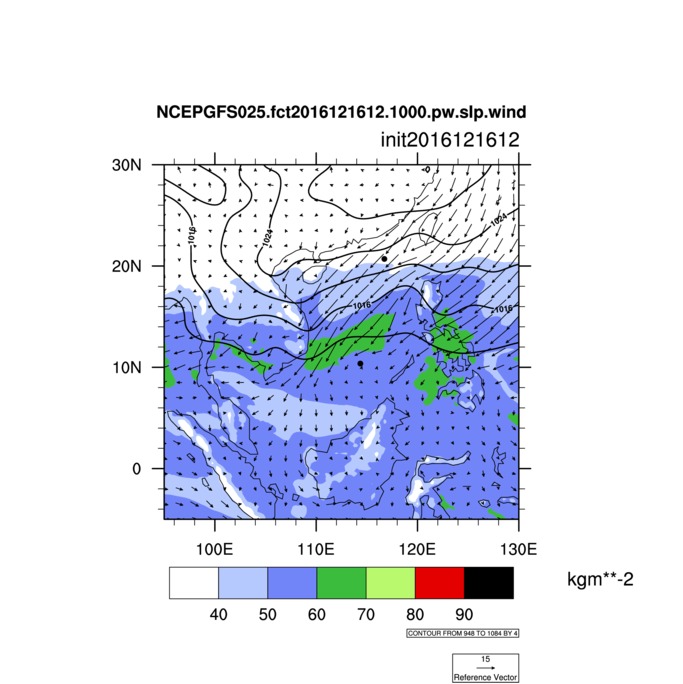 NCEPGFS025.fct2016121612.1000.pw.slp.wind
init2016121612
30N
20N
10N
0
1016
1024
1024
1016
1016
100E 110E 120E 130E
kgm**-2
40 50 60 70 80 90
CONTOUR FROM 948 TO 1084 BY 4
15
Reference Vector